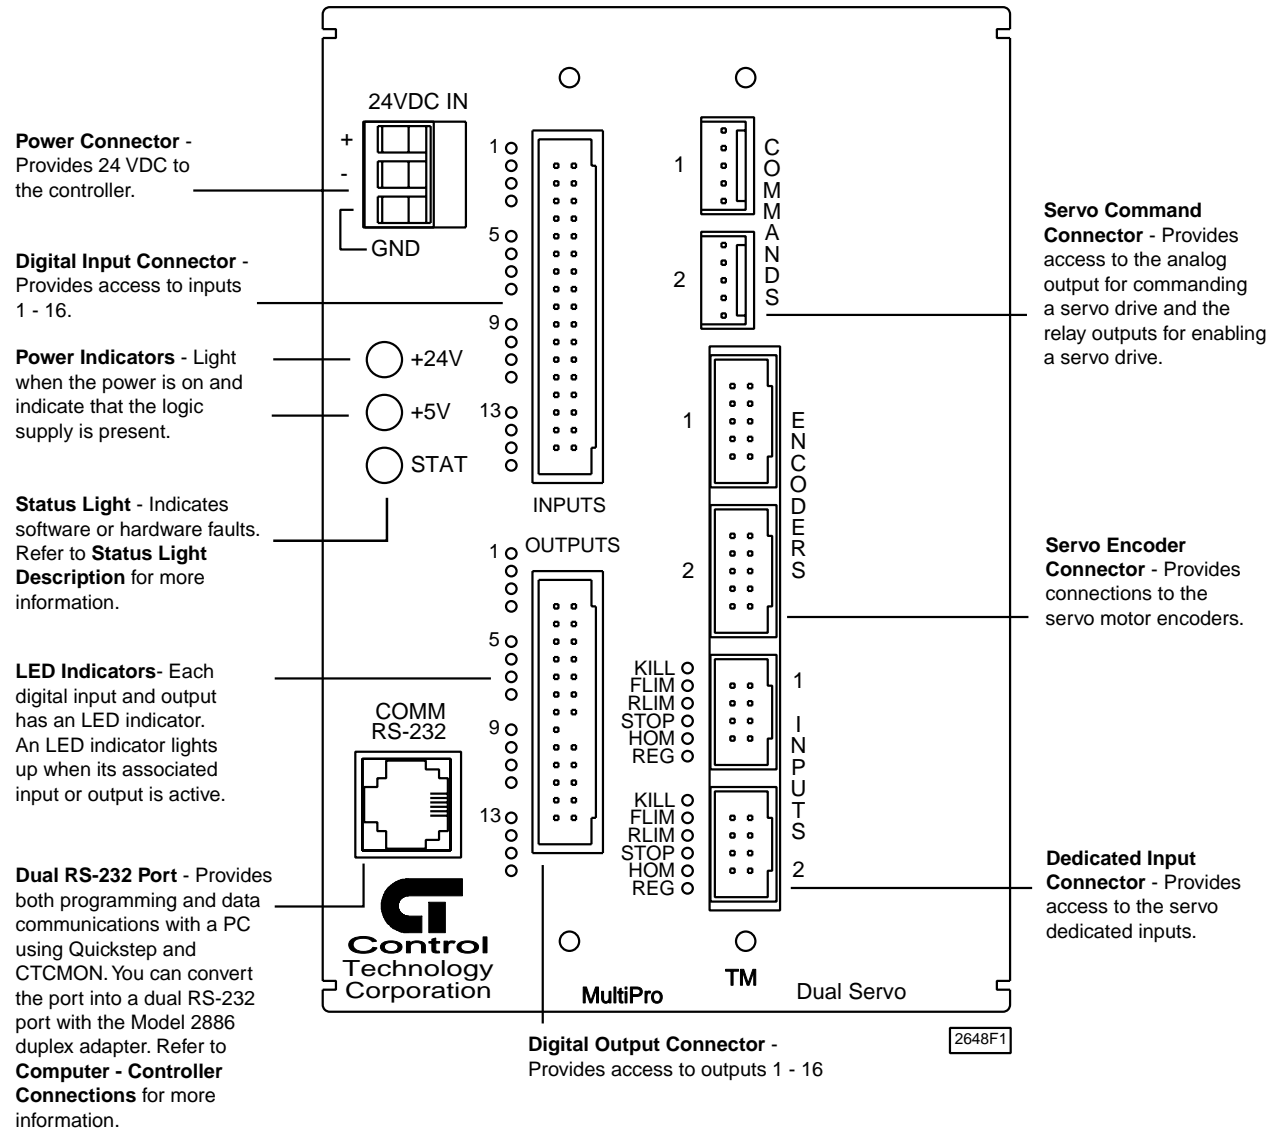 Power Connector -
Provides 24 VDC to
the controller.
Digital Input Connector -
Provides access to inputs
1 - 16.
Power Indicators - Light
when the power is on and
indicate that the logic
supply is present.
Status Light - Indicates
software or hardware faults.
Refer to Status Light
Description for more
information.
LED Indicators- Each
digital input and output
has an LED indicator.
An LED indicator lights
up when its associated
input or output is active.
Dual RS-232 Port - Provides
both programming and data
communications with a PC
using Quickstep and
CTCMON. You can convert
the port into a dual RS-232
port with the Model 2886
duplex adapter. Refer to
Computer - Controller
Connections for more
information.
24VDC IN
+
-
GND
+24V
+5V
STAT
COMM
RS-232
CT
Control
Technology
Corporation
1
5
9
13
INPUTS
OUTPUTS
1
5
9
13
MultiPro
TM
Dual Servo
1
2
COMMANDS
1
2
ENCODERS
KILL
FLIM
RLIM
STOP
HOM
REG
KILL
FLIM
RLIM
STOP
HOM
REG
1
INPUTS
2
Servo Command
Connector - Provides
access to the analog
output for commanding
a servo drive and the
relay outputs for enabling
a servo drive.
Servo Encoder
Connector - Provides
connections to the
servo motor encoders.
Dedicated Input
Connector - Provides
access to the servo
dedicated inputs.
Digital Output Connector -
Provides access to outputs 1 - 16
2648F1